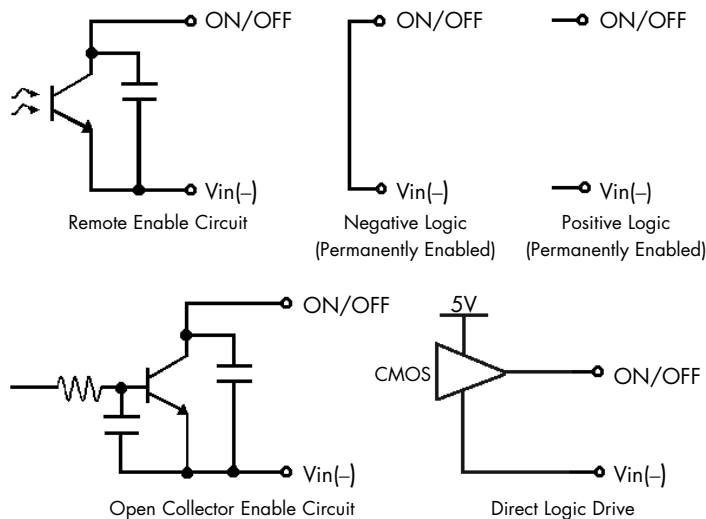 ON/OFF
Vin(–)
Remote Enable Circuit
ON/OFF
Vin(–)
Negative Logic
(Permanently Enabled)
ON/OFF
Vin(–)
Positive Logic
(Permanently Enabled)
ON/OFF
Vin(–)
Open Collector Enable Circuit
5V
CMOS
ON/OFF
Vin(–)
Direct Logic Drive